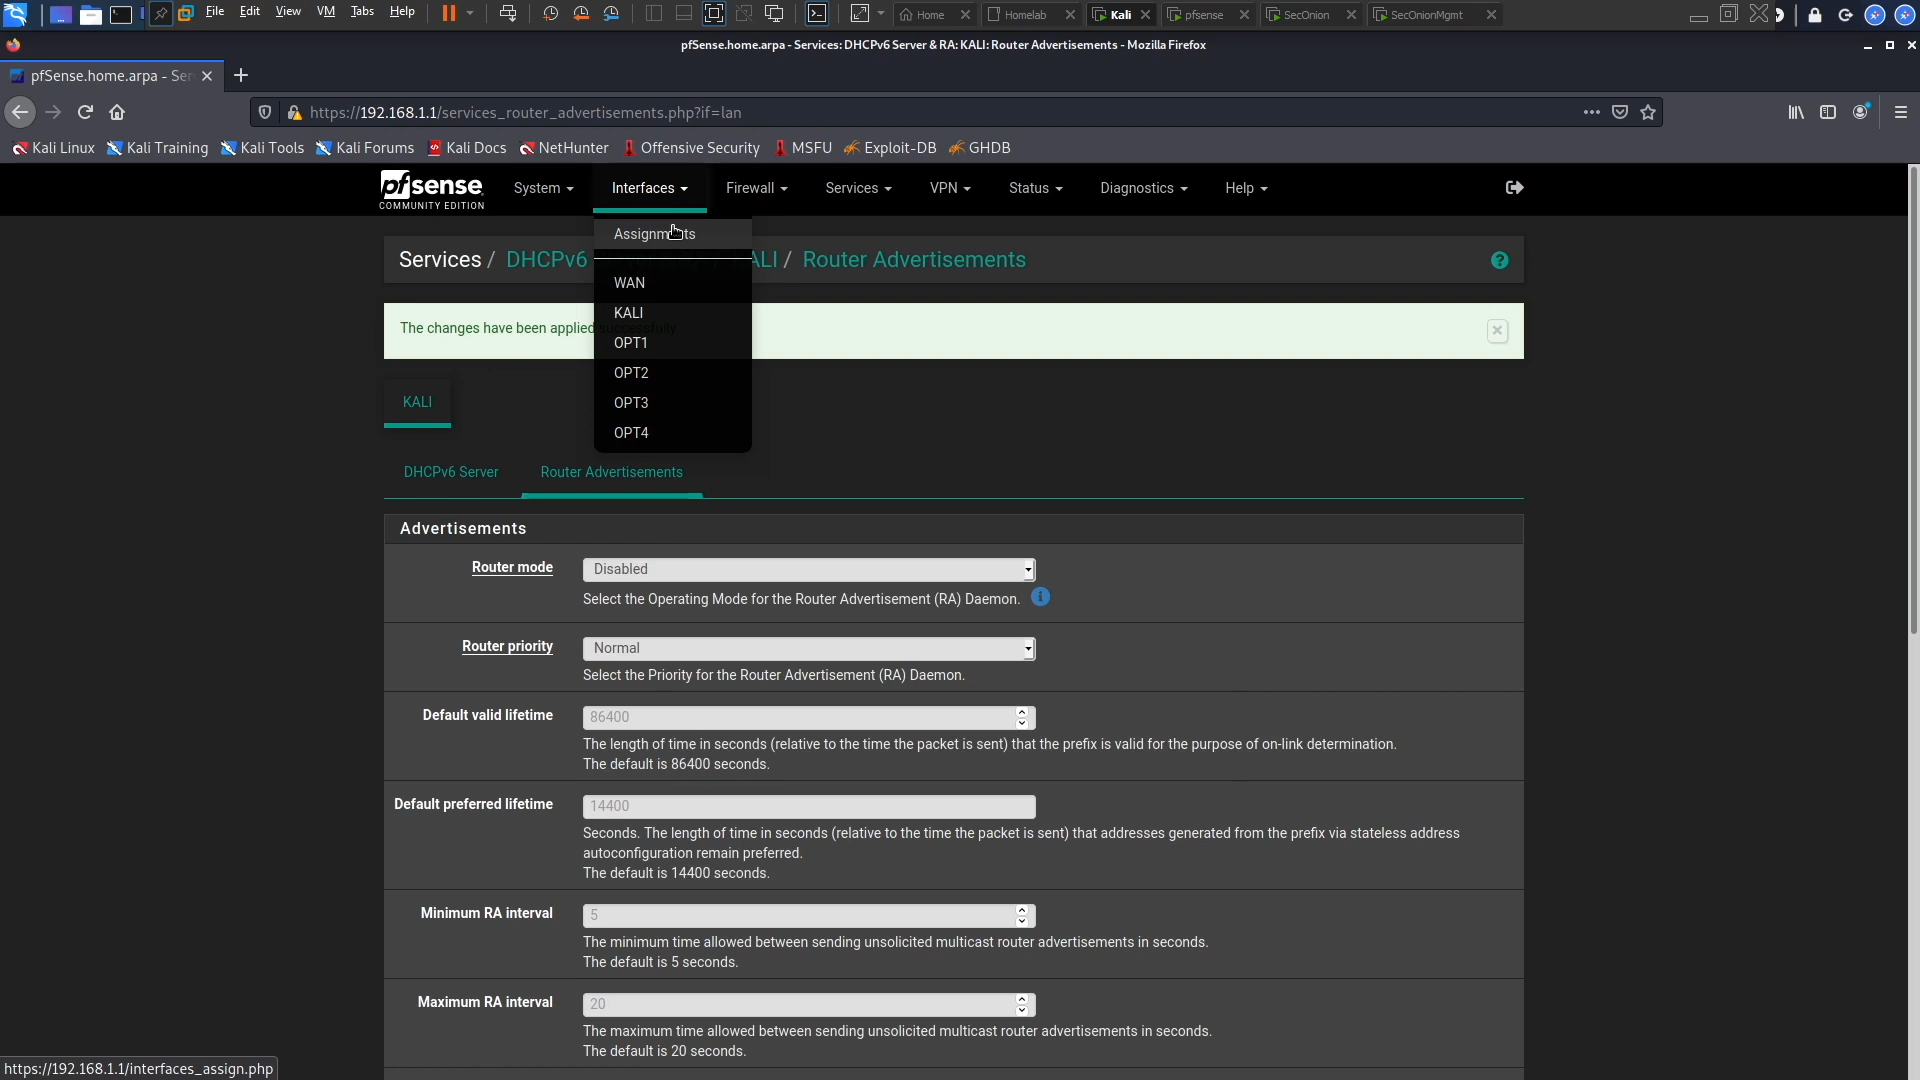 File Edit View VM Tabs Help Home Homelab Kali pfsense SecOnion SecOnionMgmt
pfSense.home.arpa - Services: DHCPv6 Server & RA: KALI: Router Advertisements - Mozilla Firefox
pfSense.home.arpa - Ser
https://192.168.1.1/services_router_advertisements.php?if=lan
Kali Linux Kali Training Kali Tools Kali Forums Kali Docs NetHunter Offensive Security MSFU Exploit-DB GHDB
pfsense
COMMUNITY EDITION
System Interfaces Firewall Services VPN Status Diagnostics Help
Assignments
WAN
KALI
OPT1
OPT2
OPT3
OPT4
Services / DHCPv6 ALI / Router Advertisements
The changes have been applied successfully.
KALI
DHCPv6 Server Router Advertisements
Advertisements
Router mode Disabled
Select the Operating Mode for the Router Advertisement (RA) Daemon.
Router priority Normal
Select the Priority for the Router Advertisement (RA) Daemon.
Default valid lifetime 86400
The length of time in seconds (relative to the time the packet is sent) that the prefix is valid for the purpose of on-link determination.
The default is 86400 seconds.
Default preferred lifetime 14400
Seconds. The length of time in seconds (relative to the time the packet is sent) that addresses generated from the prefix via stateless address
autoconfiguration remain preferred.
The default is 14400 seconds.
Minimum RA interval 5
The minimum time allowed between sending unsolicited multicast router advertisements in seconds.
The default is 5 seconds.
Maximum RA interval 20
The maximum time allowed between sending unsolicited multicast router advertisements in seconds.
The default is 20 seconds.
https://192.168.1.1/interfaces_assign.php